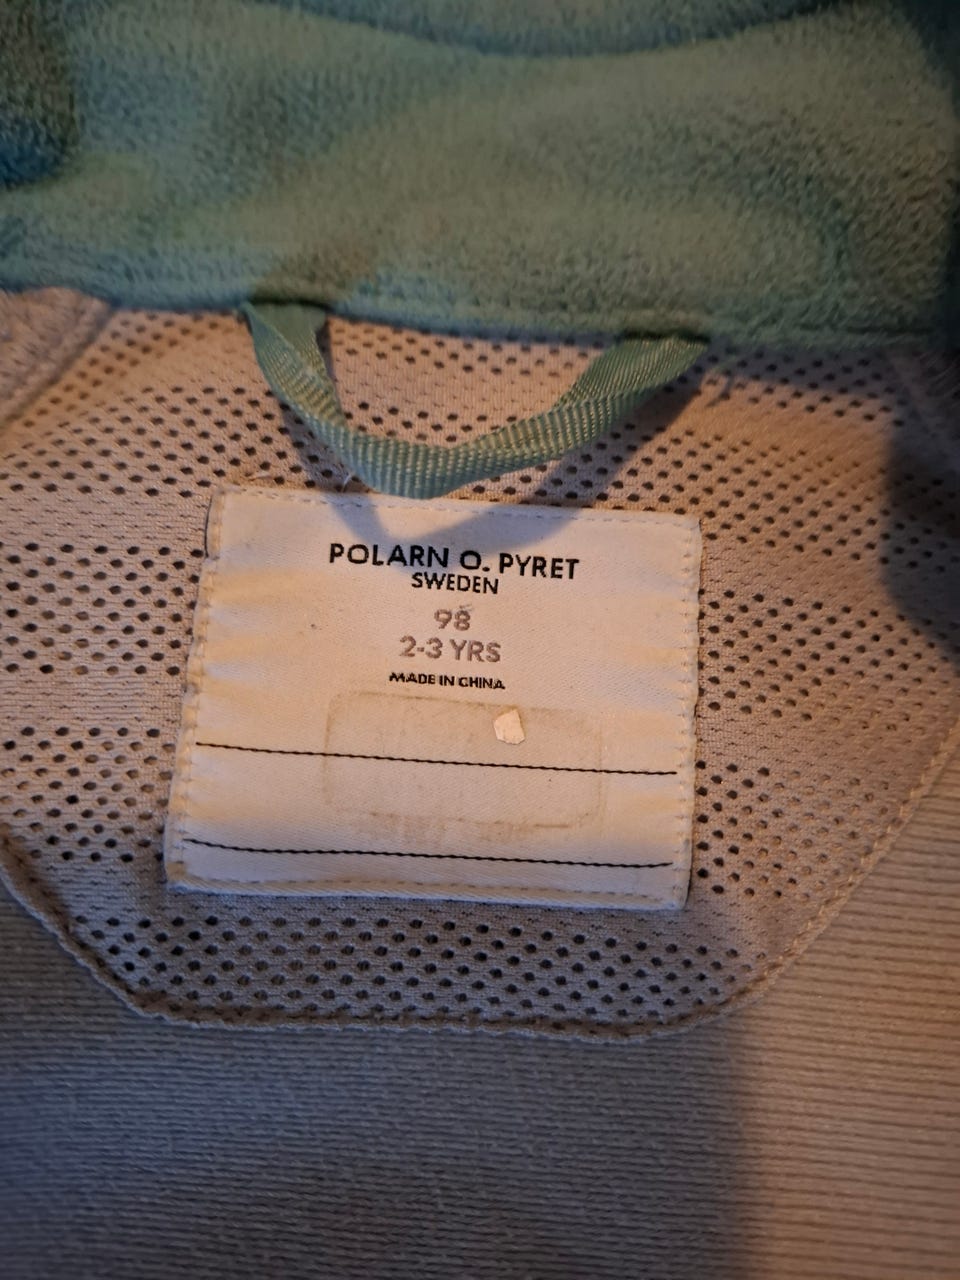 POLARN O. PYRET
SWEDEN
98
2-3 YRS
MADE IN CHINA